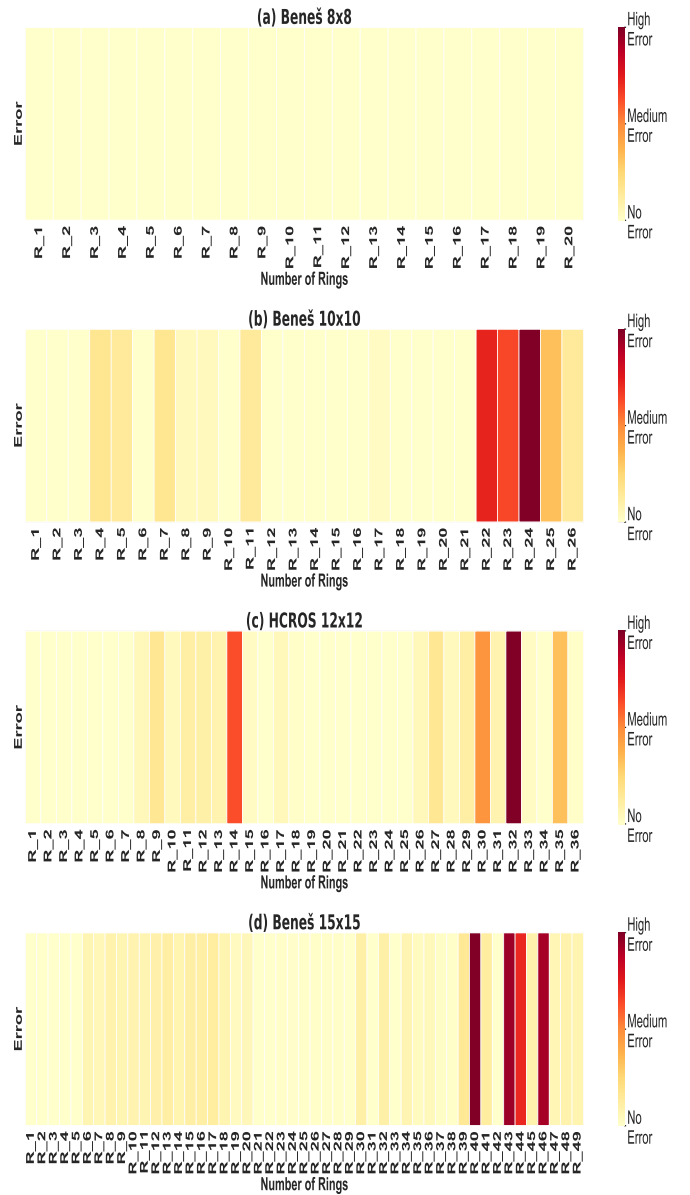 (a) Beneš 8x8
High
Error
Medium
Error
No
Error
Error
R_1 R_2 R_3 R_4 R_5 R_6 R_7 R_8 R_9 R_10 R_11 R_12 R_13 R_14 R_15 R_16 R_17 R_18 R_19 R_20
Number of Rings
(b) Beneš 10x10
High
Error
Medium
Error
No
Error
Error
R_1 R_2 R_3 R_4 R_5 R_6 R_7 R_8 R_9 R_10 R_11 R_12 R_13 R_14 R_15 R_16 R_17 R_18 R_19 R_20 R_21 R_22 R_23 R_24 R_25 R_26
Number of Rings
(c) HCROS 12x12
High
Error
Medium
Error
No
Error
Error
R_1 R_2 R_3 R_4 R_5 R_6 R_7 R_8 R_9 R_10 R_11 R_12 R_13 R_14 R_15 R_16 R_17 R_18 R_19 R_20 R_21 R_22 R_23 R_24 R_25 R_26 R_27 R_28 R_29 R_30 R_31 R_32 R_33 R_34 R_35 R_36
Number of Rings
(d) Beneš 15x15
High
Error
Medium
Error
No
Error
Error
R_1 R_2 R_3 R_4 R_5 R_6 R_7 R_8 R_9 R_10 R_11 R_12 R_13 R_14 R_15 R_16 R_17 R_18 R_19 R_20 R_21 R_22 R_23 R_24 R_25 R_26 R_27 R_28 R_29 R_30 R_31 R_32 R_33 R_34 R_35 R_36 R_37 R_38 R_39 R_40 R_41 R_42 R_43 R_44 R_45 R_46 R_47 R_48 R_49
Number of Rings